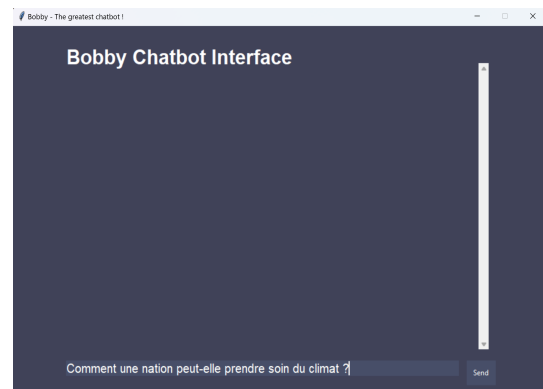 Bobby - The greatest chatbot !
Bobby Chatbot Interface
Comment une nation peut-elle prendre soin du climat ?
Send